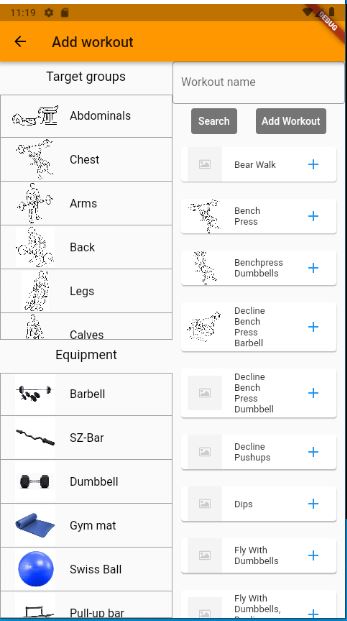 11:19
DEBUG
Add workout
Target groups
Abdominals
Chest
Arms
Back
Legs
Calves
Equipment
Barbell
SZ-Bar
Dumbbell
Gym mat
Swiss Ball
Pull-up bar
Workout name
Search
Add Workout
Bear Walk
Bench
Press
Benchpress
Dumbbells
Decline
Bench
Press
Barbell
Decline
Bench
Press
Dumbbell
Decline
Pushups
Dips
Fly With
Dumbbells
Fly With
Dumbbells,